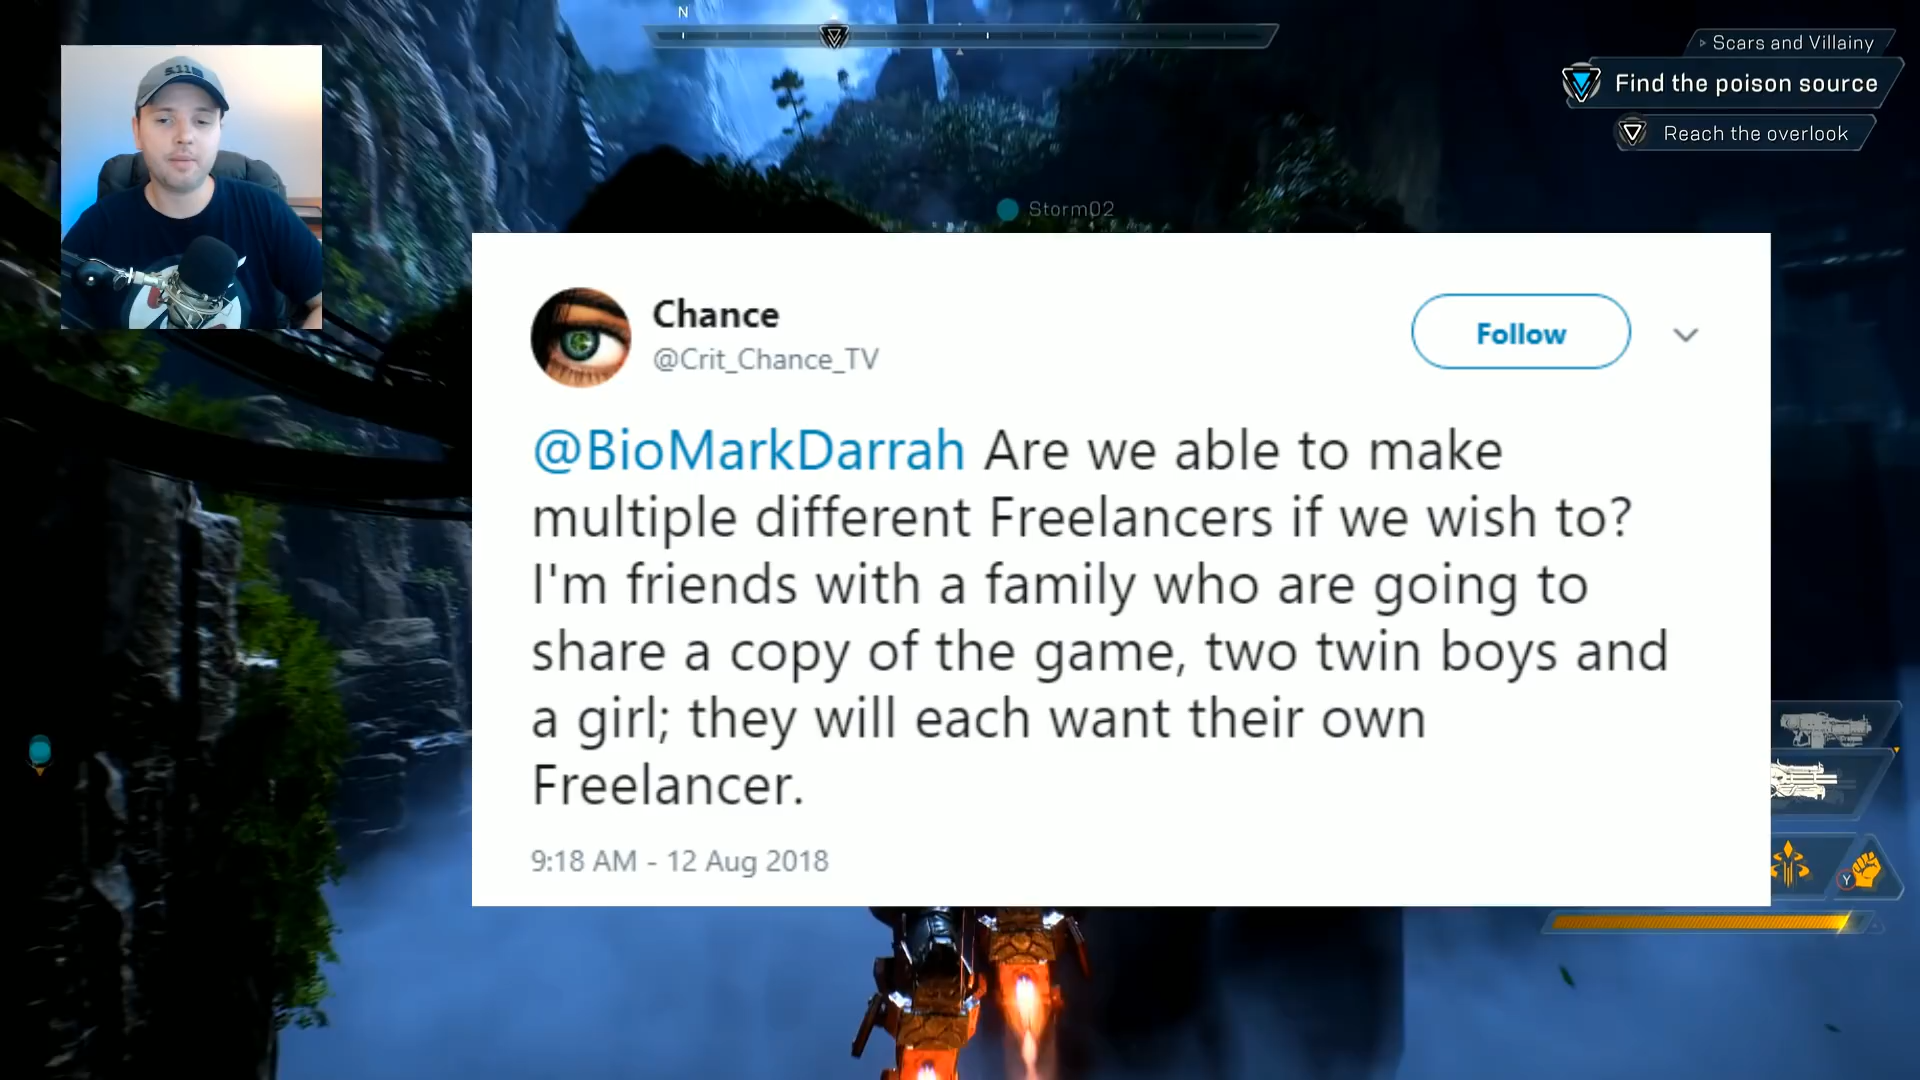 N
Scars and Villainy
Find the poison source
Reach the overlook
5.11
Storm02
Chance
@Crit_Chance_TV
Follow
@BioMarkDarrah Are we able to make
multiple different Freelancers if we wish to?
I'm friends with a family who are going to
share a copy of the game, two twin boys and
a girl; they will each want their own
Freelancer.
9:18 AM - 12 Aug 2018
Y